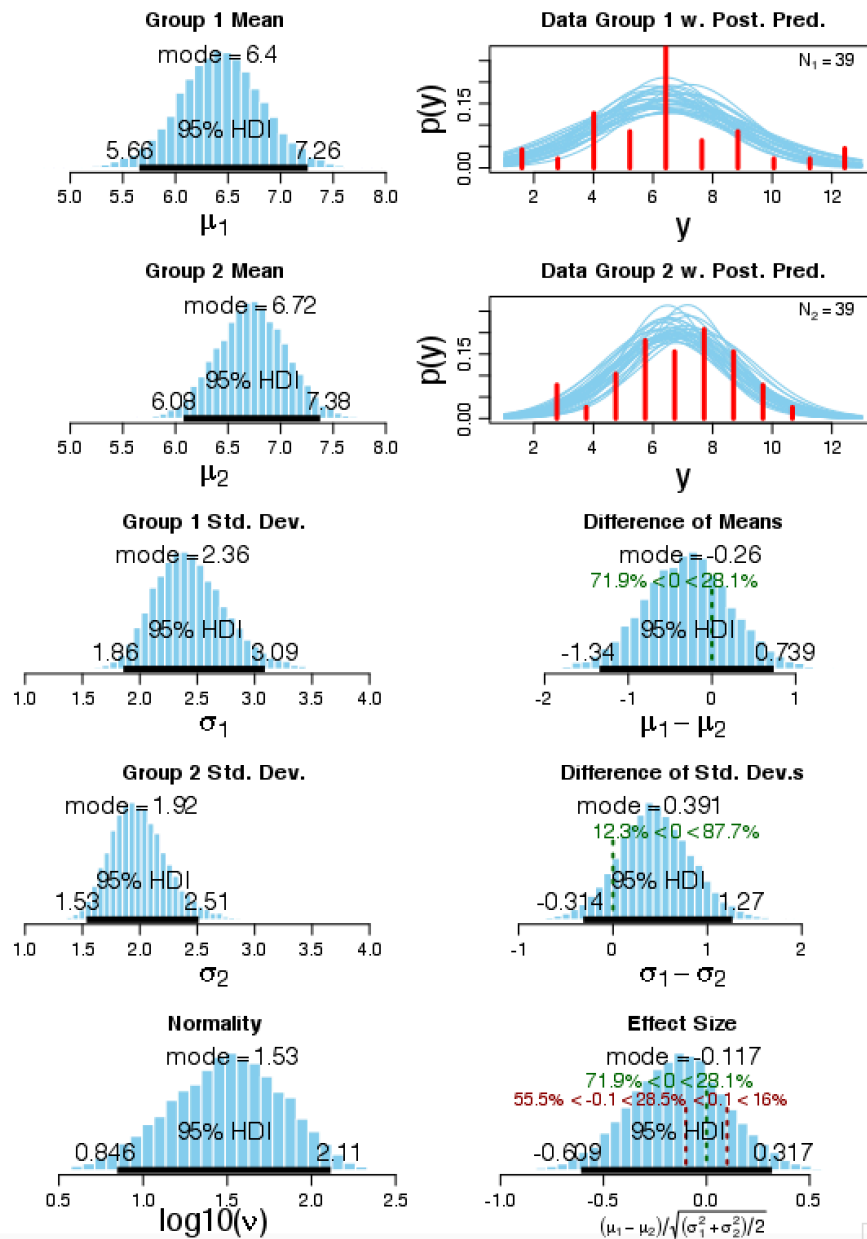 Group 1 Mean
mode = 6.4
95% HDI
5.66 7.26
5.0 5.5 6.0 6.5 7.0 7.5 8.0
μ1
Data Group 1 w. Post. Pred.
N1 = 39
p(y)
0.00 0.15
2 4 6 8 10 12
y
Group 2 Mean
mode = 6.72
95% HDI
6.08 7.38
5.0 5.5 6.0 6.5 7.0 7.5 8.0
μ2
Data Group 2 w. Post. Pred.
N2 = 39
p(y)
0.00 0.15
2 4 6 8 10 12
y
Group 1 Std. Dev.
mode = 2.36
95% HDI
1.86 3.09
1.0 1.5 2.0 2.5 3.0 3.5 4.0
σ1
Difference of Means
mode = -0.26
71.9% < 0 < 28.1%
95% HDI
-1.34 0.739
-2 -1 0 1
μ1 − μ2
Group 2 Std. Dev.
mode = 1.92
95% HDI
1.53 2.51
1.0 1.5 2.0 2.5 3.0 3.5 4.0
σ2
Difference of Std. Dev.s
mode = 0.391
12.3% < 0 < 87.7%
95% HDI
-0.314 1.27
-1 0 1 2
σ1 − σ2
Normality
mode = 1.53
95% HDI
0.846 2.11
0.5 1.0 1.5 2.0 2.5
log10(ν)
Effect Size
mode = -0.117
71.9% < 0 < 28.1%
55.5% < -0.1 < 28.5% < 0.1 < 16%
95% HDI
-0.609 0.317
-1.0 -0.5 0.0 0.5
(μ1 − μ2)/√(σ1² + σ2²)/2